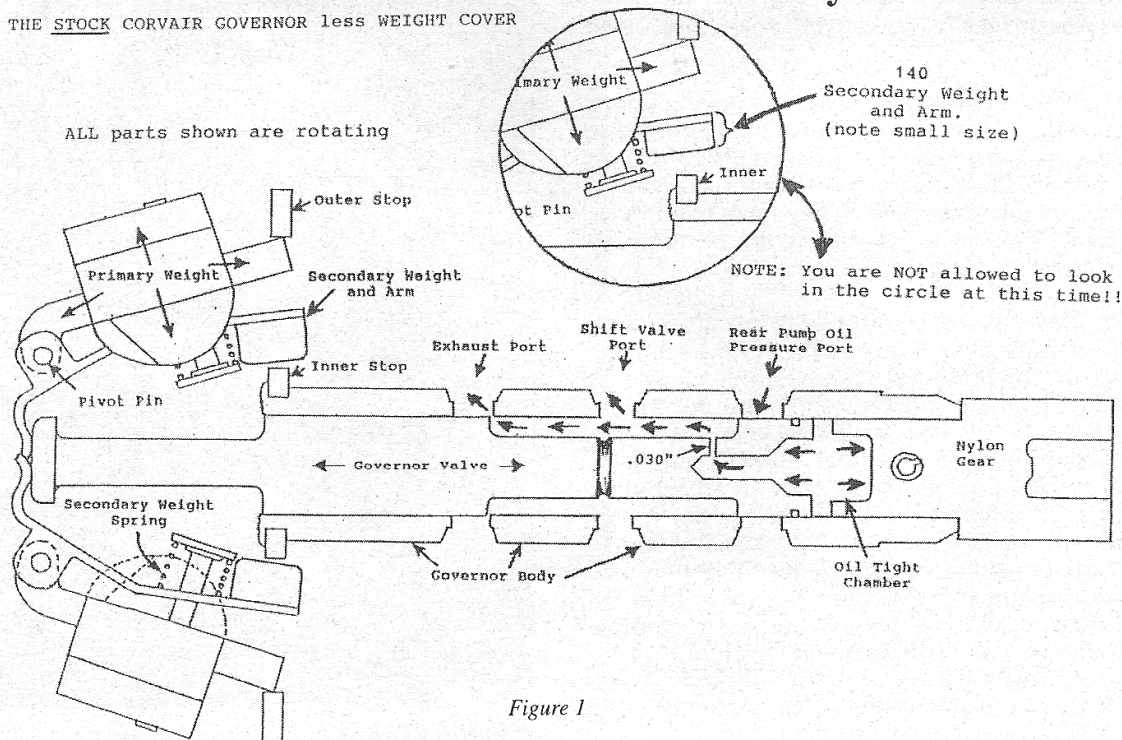 THE STOCK CORVAIR GOVERNOR less WEIGHT COVER
ALL parts shown are rotating
imary Weight
140
Secondary Weight
and Arm.
(note small size)
Inner
ot Pin
NOTE: You are NOT allowed to look
in the circle at this time!!
Outer Stop
Primary Weight
Secondary Weight
and Arm
Inner Stop
Pivot Pin
Exhaust Port
Shift Valve
Port
Rear Pump Oil
Pressure Port
Governor Valve
.030"
Nylon
Gear
Secondary Weight
Spring
Governor Body
Oil Tight
Chamber
Figure 1